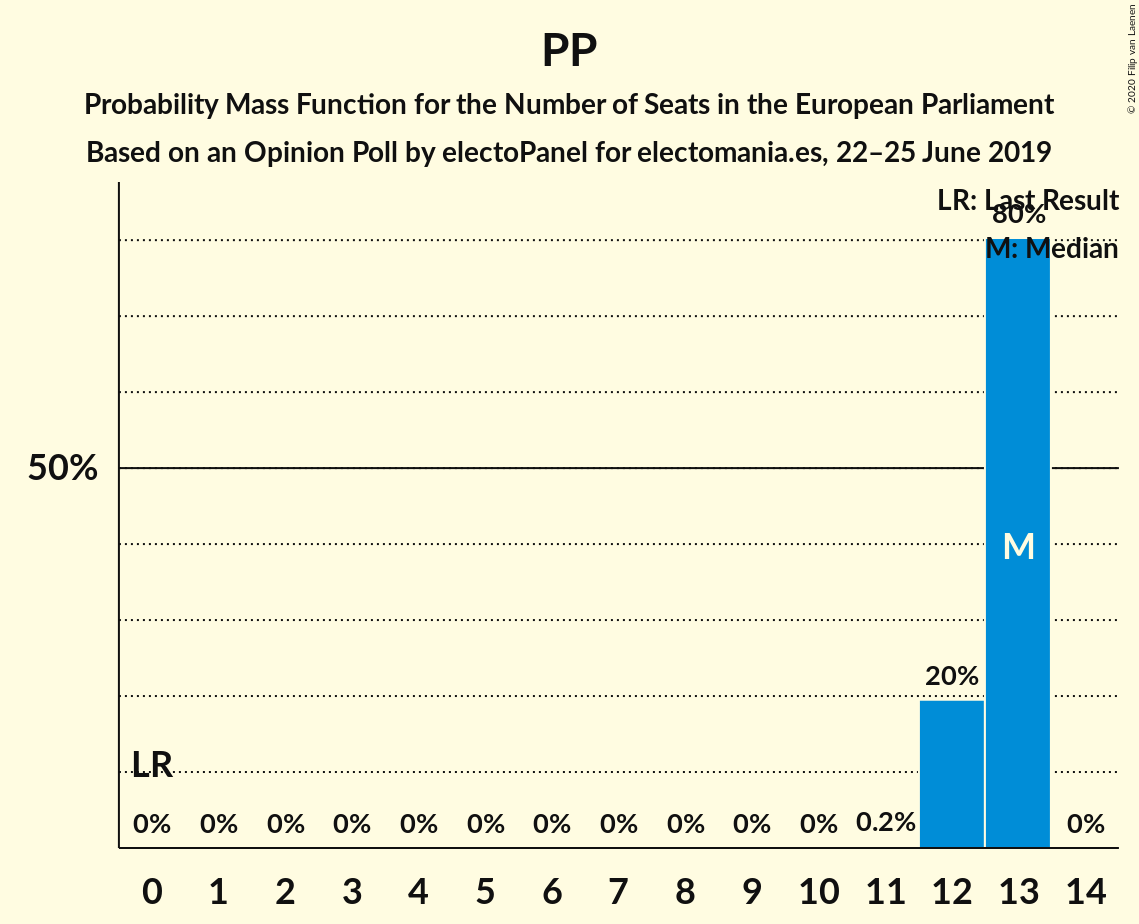 PP
Probability Mass Function for the Number of Seats in the European Parliament
Based on an Opinion Poll by electoPanel for electomania.es, 22–25 June 2019
© 2020 Filip van Laenen
LR: Last Result
80%
M: Median
50%
M
20%
LR
0% 0% 0% 0% 0% 0% 0% 0% 0% 0% 0% 0.2% 0%
0 1 2 3 4 5 6 7 8 9 10 11 12 13 14